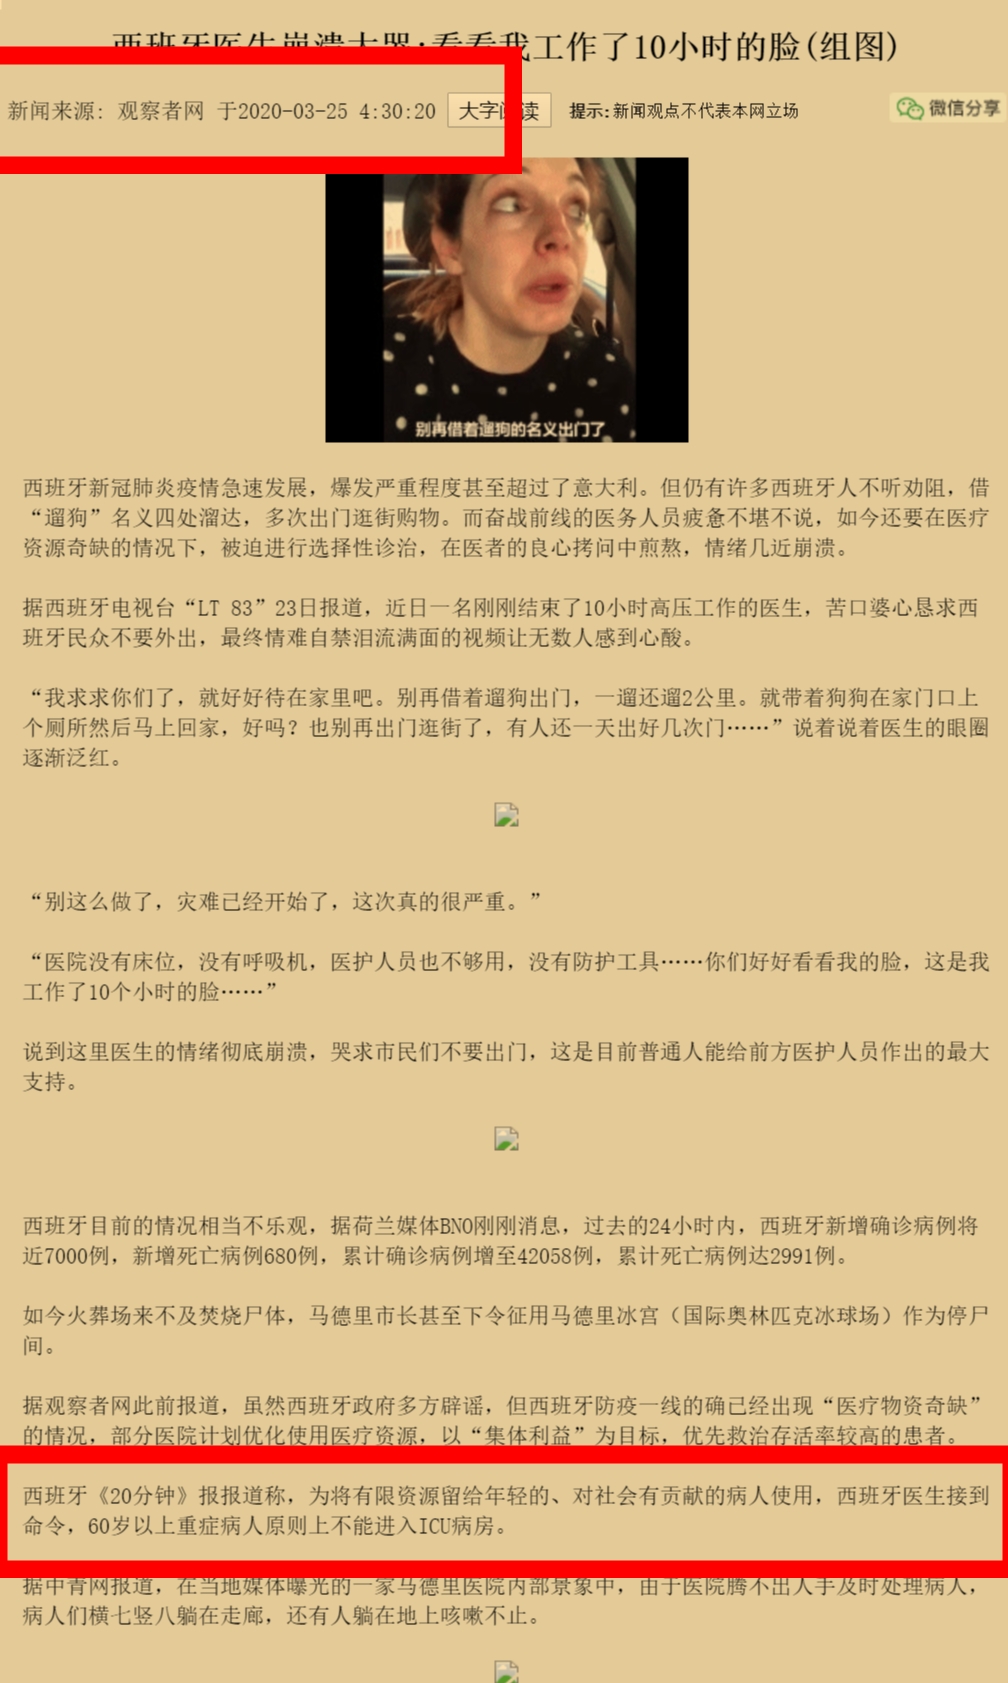 西班牙医生崩溃大哭:看看我工作了10小时的脸(组图)
新闻来源: 观察者网 于2020-03-25 4:30:20 大字阅读 提示:新闻观点不代表本网立场 微信分享
别再借着遛狗的名义出门了
西班牙新冠肺炎疫情急速发展，爆发严重程度甚至超过了意大利。但仍有许多西班牙人不听劝阻，借
“遛狗”名义四处溜达，多次出门逛街购物。而奋战前线的医务人员疲惫不堪不说，如今还要在医疗
资源奇缺的情况下，被迫进行选择性诊治，在医者的良心拷问中煎熬，情绪几近崩溃。
据西班牙电视台“LT 83”23日报道，近日一名刚刚结束了10小时高压工作的医生，苦口婆心恳求西
班牙民众不要外出，最终情难自禁泪流满面的视频让无数人感到心酸。
“我求求你们了，就好好待在家里吧。别再借着遛狗出门，一遛还遛2公里。就带着狗狗在家门口上
个厕所然后马上回家，好吗？也别再出门逛街了，有人还一天出好几次门……”说着说着医生的眼圈
逐渐泛红。
“别这么做了，灾难已经开始了，这次真的很严重。”
“医院没有床位，没有呼吸机，医护人员也不够用，没有防护工具……你们好好看看我的脸，这是我
工作了10个小时的脸……”
说到这里医生的情绪彻底崩溃，哭求市民们不要出门，这是目前普通人能给前方医护人员作出的最大
支持。
西班牙目前的情况相当不乐观，据荷兰媒体BNO刚刚消息，过去的24小时内，西班牙新增确诊病例将
近7000例，新增死亡病例680例，累计确诊病例增至42058例，累计死亡病例达2991例。
如今火葬场来不及焚烧尸体，马德里市长甚至下令征用马德里冰宫（国际奥林匹克冰球场）作为停尸
间。
据观察者网此前报道，虽然西班牙政府多方辟谣，但西班牙防疫一线的确已经出现“医疗物资奇缺”
的情况，部分医院计划优化使用医疗资源，以“集体利益”为目标，优先救治存活率较高的患者。
西班牙《20分钟》报报道称，为将有限资源留给年轻的、对社会有贡献的病人使用，西班牙医生接到
命令，60岁以上重症病人原则上不能进入ICU病房。
据中青网报道，在当地媒体曝光的一家马德里医院内部景象中，由于医院腾不出人手及时处理病人，
病人们横七竖八躺在走廊，还有人躺在地上咳嗽不止。